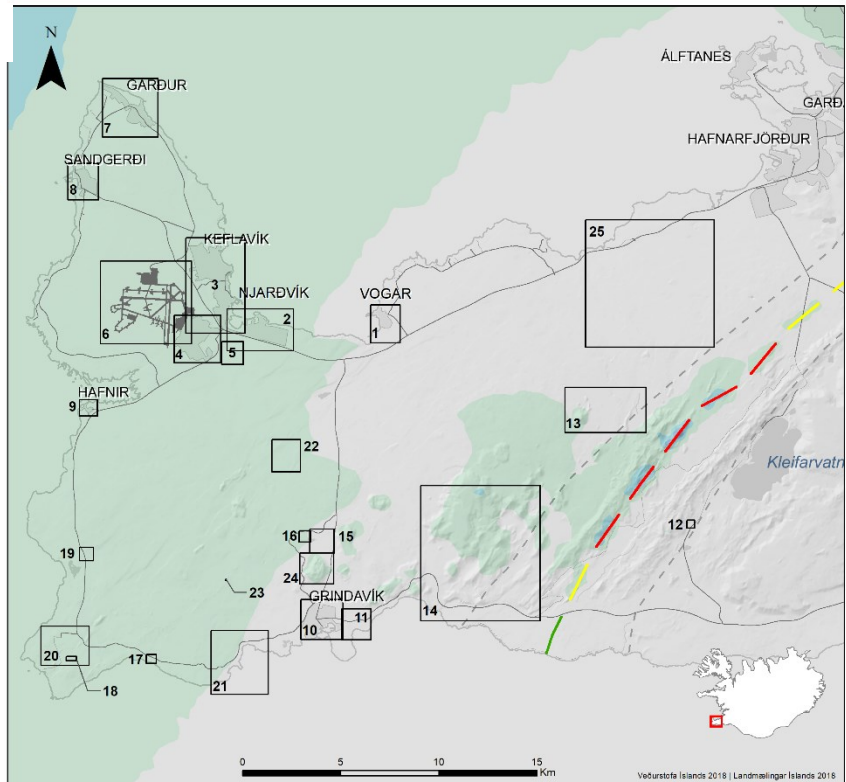 N
ÁLFTANES
GARÐUR
GARÐ
7
HAFNARFJÖRÐUR
SANDGERÐI
8
25
KEFLAVÍK
3
NJARÐVÍK
VOGAR
2
1
6
4
5
HAFNIR
9
13
22
Kleifarvatn
12
16
15
19
24
23
GRINDAVÍK
14
11
10
20
17
21
18
0
5
10
15
Km
Veðurstofa Íslands 2018 | Landmælingar Íslands 2018